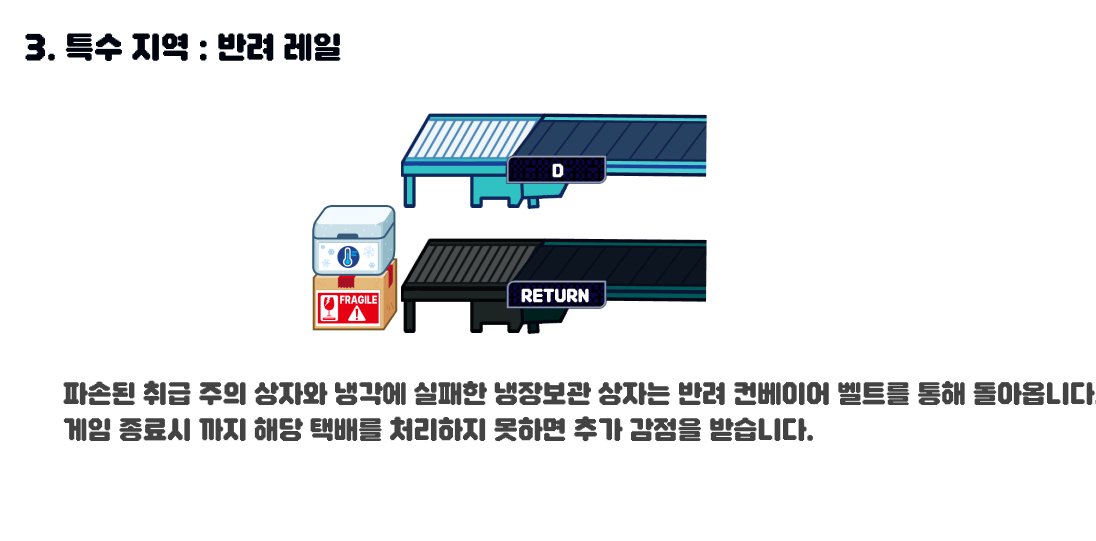 3. 특수 지역 : 반려 레일
D
RETURN
FRAGILE
파손된 취급 주의 상자와 냉각에 실패한 냉장보관 상자는 반려 컨베이어 벨트를 통해 돌아옵니다.
게임 종료시 까지 해당 택배를 처리하지 못하면 추가 감점을 받습니다.